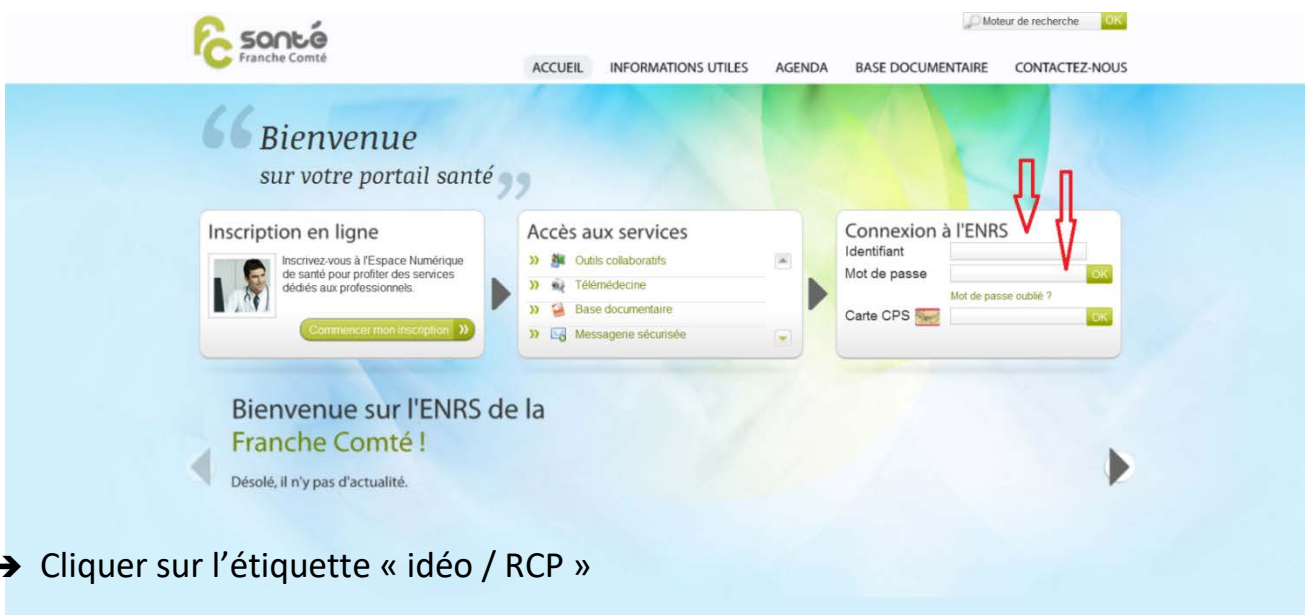 santé
Franche Comté
Moteur de recherche OK
ACCUEIL INFORMATIONS UTILES AGENDA BASE DOCUMENTAIRE CONTACTEZ-NOUS
“ Bienvenue
sur votre portail santé ”
Inscription en ligne
Inscrivez-vous à l'Espace Numérique
de santé pour profiter des services
dédiés aux professionnels.
Commencer mon inscription »
Accès aux services
» Outils collaboratifs
» Télémédecine
» Base documentaire
» Messagerie sécurisée
Connexion à l'ENRS
Identifiant
Mot de passe OK
Mot de passe oublié ?
Carte CPS OK
Bienvenue sur l'ENRS de la
Franche Comté !
Désolé, il n'y pas d'actualité.
➔ Cliquer sur l’étiquette « idéo / RCP »